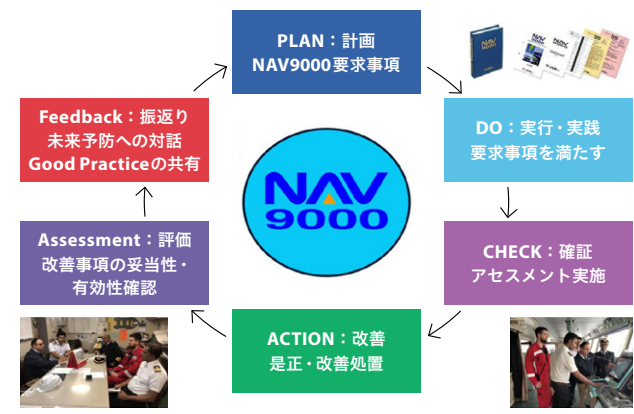 PLAN：計画
NAV9000要求事項
NAV
9000
DO：実行・実践
要求事項を満たす
CHECK：確証
アセスメント実施
ACTION：改善
是正・改善処置
Assessment：評価
改善事項の妥当性・
有効性確認
Feedback：振返り
未来予防への対話
Good Practiceの共有
NAV
9000